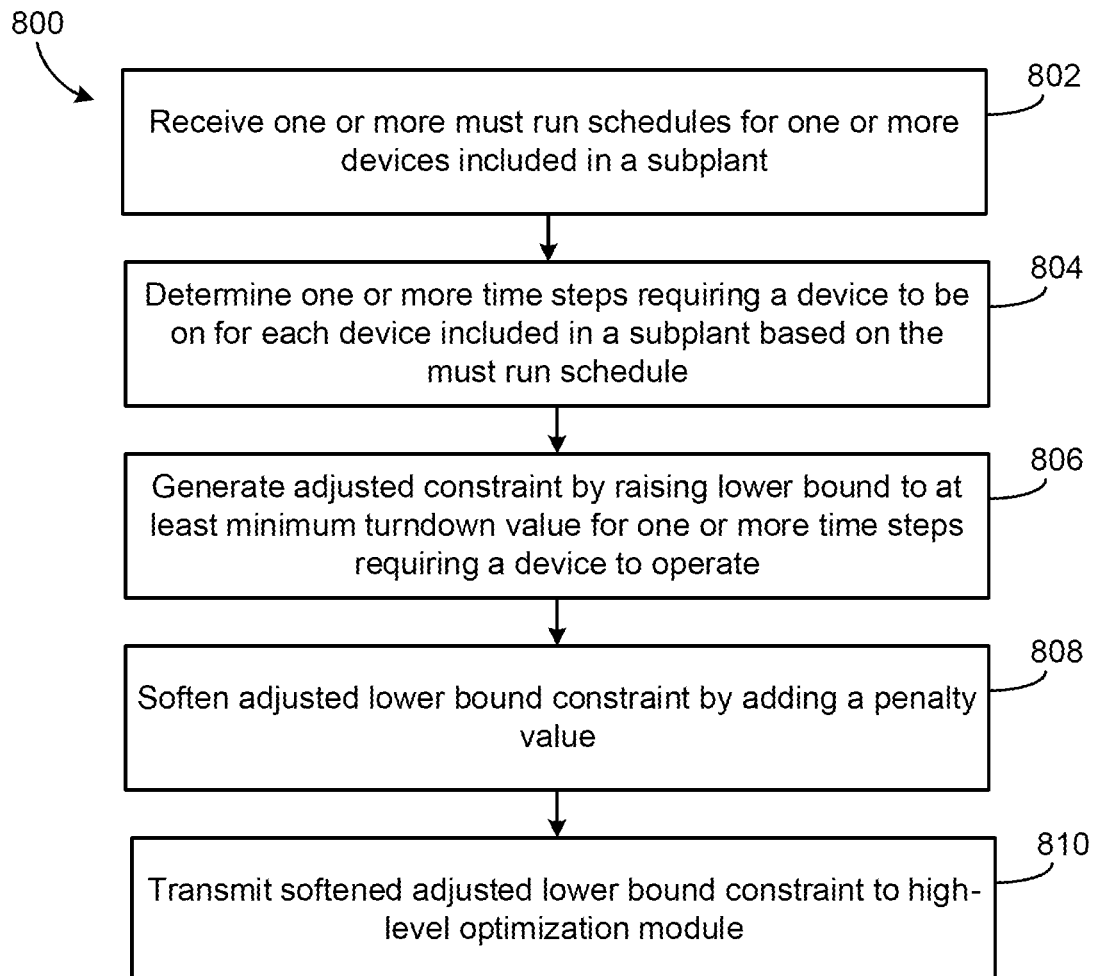 800
802
Receive one or more must run schedules for one or more
devices included in a subplant
804
Determine one or more time steps requiring a device to be
on for each device included in a subplant based on the
must run schedule
806
Generate adjusted constraint by raising lower bound to at
least minimum turndown value for one or more time steps
requiring a device to operate
808
Soften adjusted lower bound constraint by adding a penalty
value
810
Transmit softened adjusted lower bound constraint to high-
level optimization module